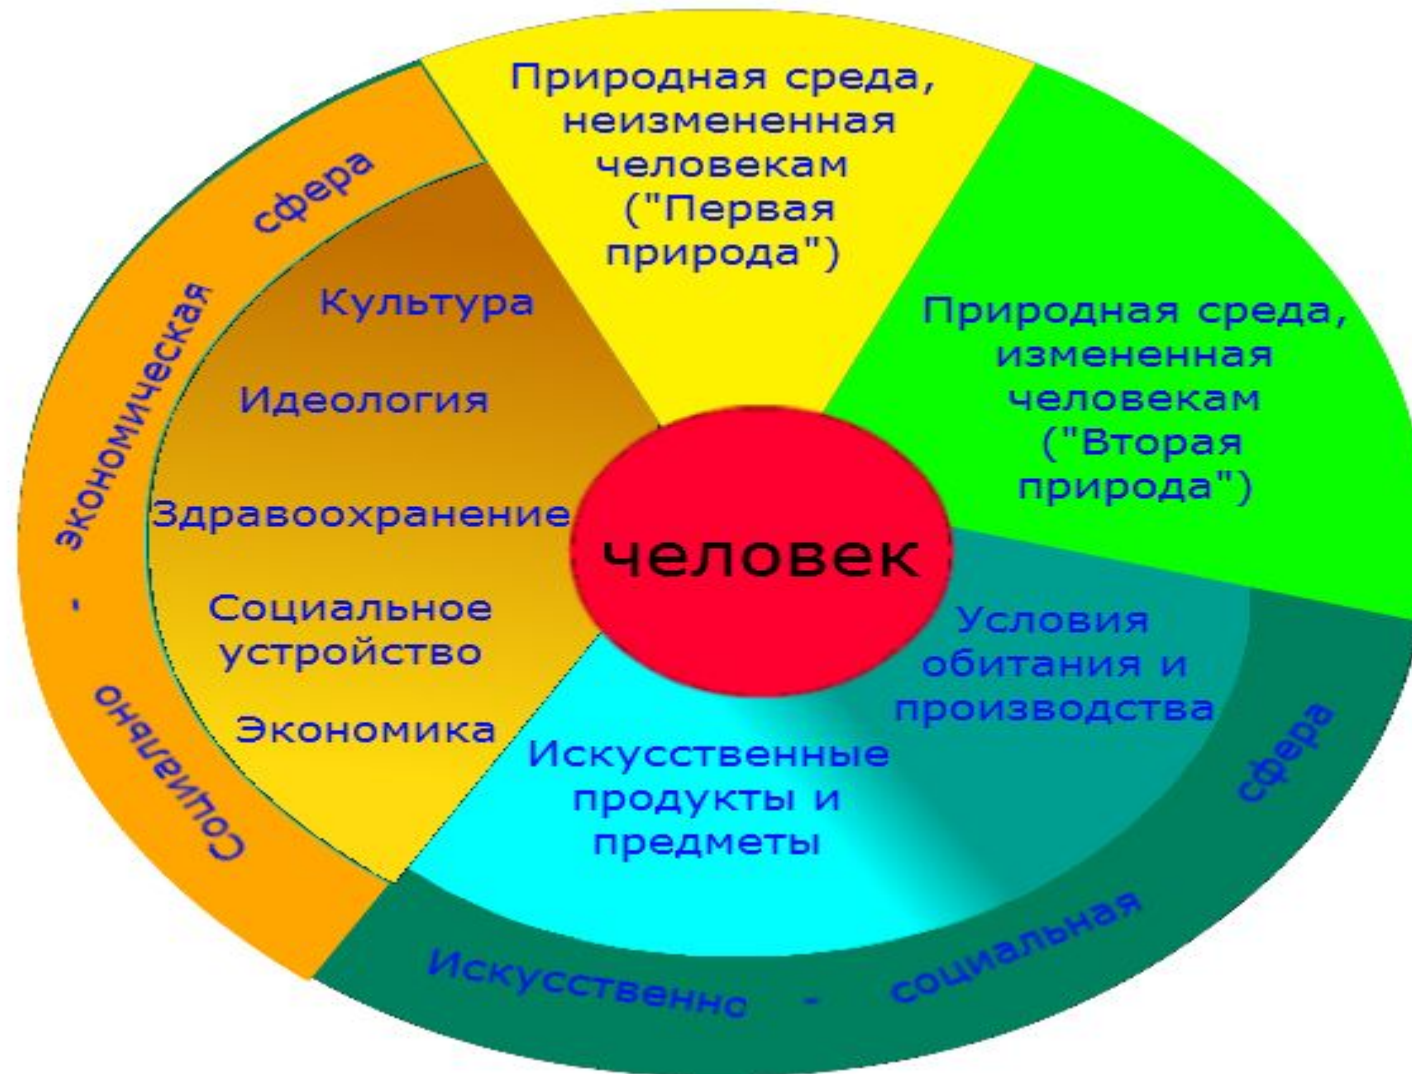 Природная среда,
неизмененная
человекам
("Первая
природа")
Природная среда,
измененная
человекам
("Вторая
природа")
Социально - экономическая сфера
Культура
Идеология
Здравоохранение
Социальное
устройство
Экономика
человек
Условия
обитания и
производства
Искусственные
продукты и
предметы
Искусственно - социальная сфера